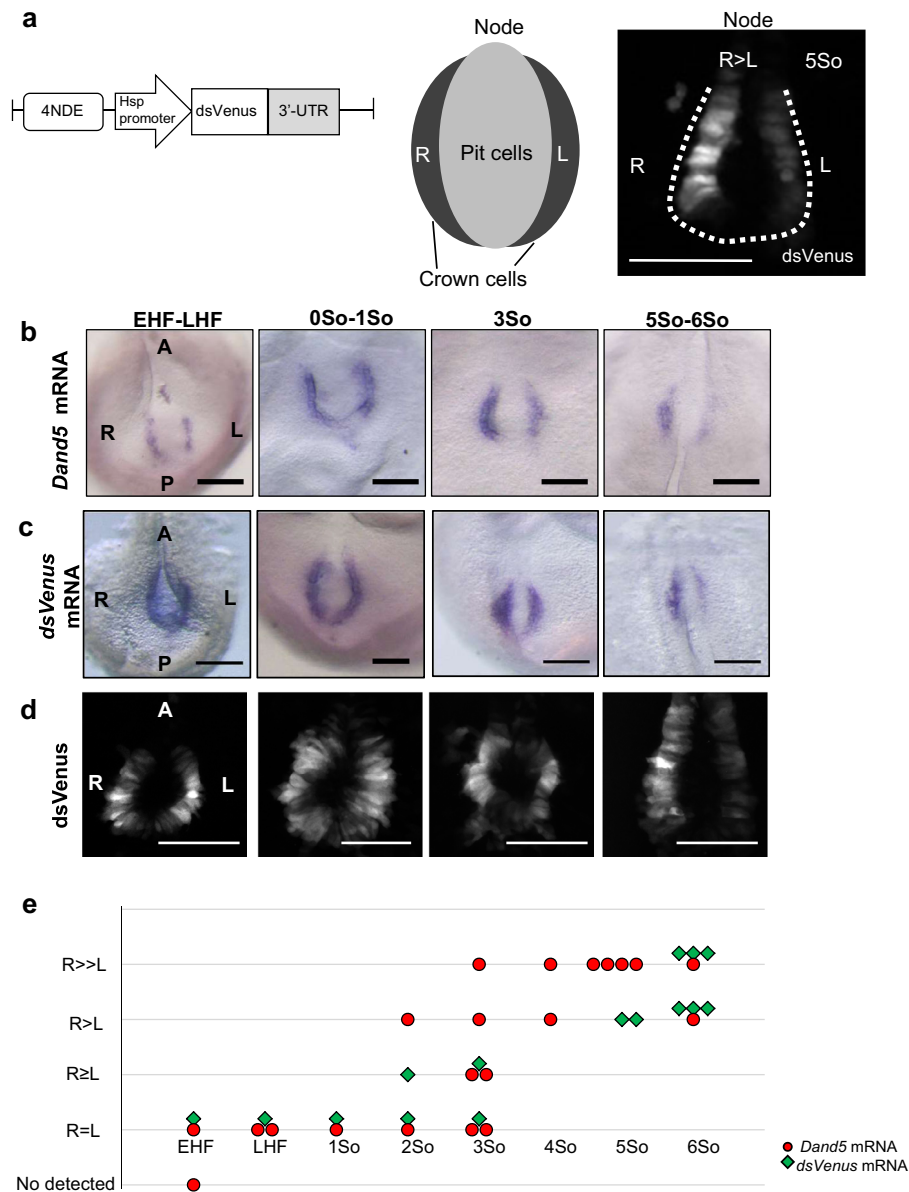 a
4NDE
Hsp
promoter
dsVenus
3'-UTR
Node
R
Pit cells
L
Crown cells
Node
R>L
5So
R
L
dsVenus
b
EHF-LHF
0So-1So
3So
5So-6So
Dand5 mRNA
A
R
L
P
c
dsVenus
mRNA
A
R
L
P
d
dsVenus
A
R
L
e
R>>L
R>L
R≥L
R=L
EHF
LHF
1So
2So
3So
4So
5So
6So
No detected
Dand5 mRNA
dsVenus mRNA